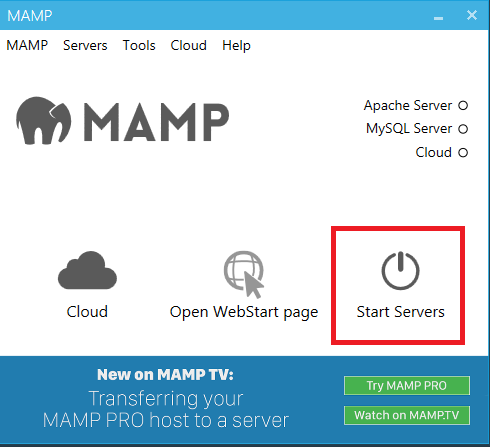 MAMP
MAMP Servers Tools Cloud Help
MAMP
Apache Server
MySQL Server
Cloud
Cloud
Open WebStart page
Start Servers
New on MAMP TV:
Transferring your
MAMP PRO host to a server
Try MAMP PRO
Watch on MAMP.TV